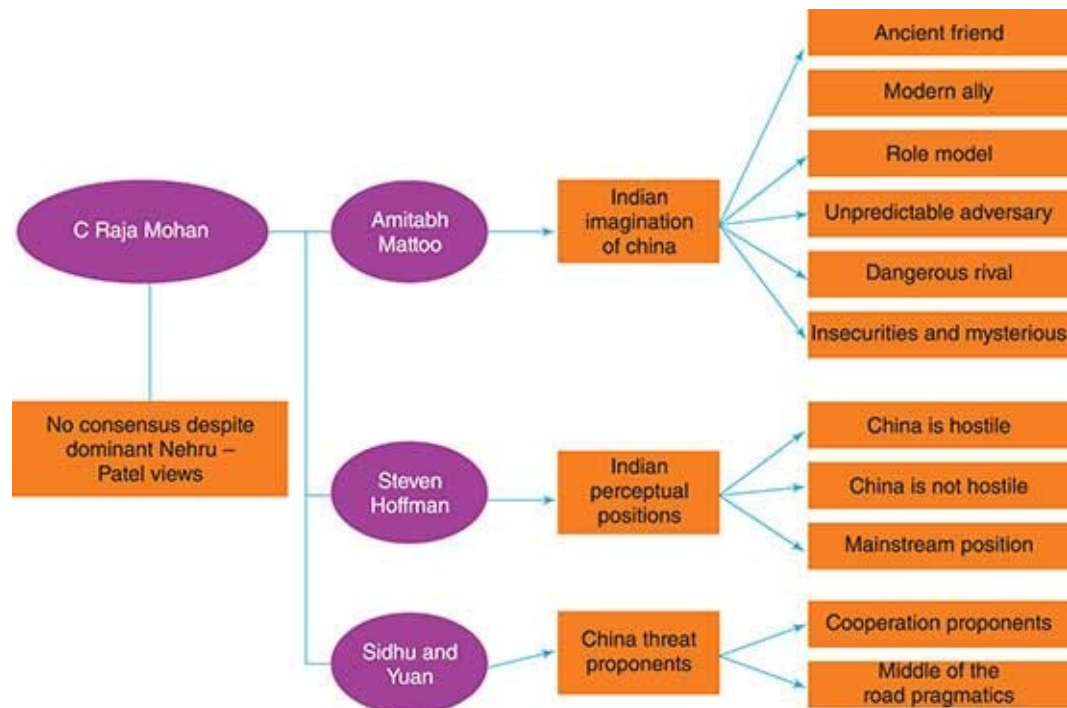 C Raja Mohan
No consensus despite
dominant Nehru –
Patel views
Amitabh
Mattoo
Indian
imagination
of china
Ancient friend
Modern ally
Role model
Unpredictable adversary
Dangerous rival
Insecurities and mysterious
Steven
Hoffman
Indian
perceptual
positions
China is hostile
China is not hostile
Mainstream position
Sidhu and
Yuan
China threat
proponents
Cooperation proponents
Middle of the
road pragmatics